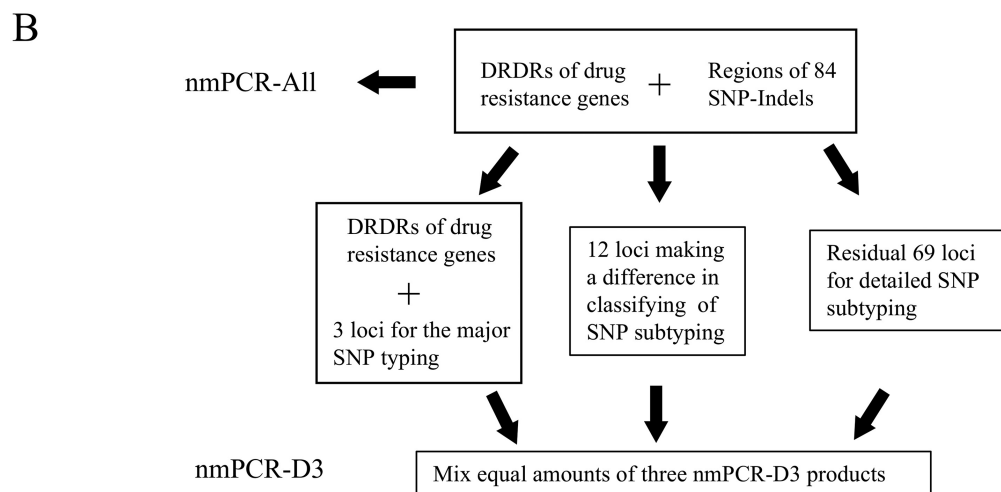 B
nmPCR-All
DRDRs of drug
resistance genes
+
Regions of 84
SNP-Indels
DRDRs of drug
resistance genes
+
3 loci for the major
SNP typing
12 loci making
a difference in
classifying of
SNP subtyping
Residual 69 loci
for detailed SNP
subtyping
nmPCR-D3
Mix equal amounts of three nmPCR-D3 products